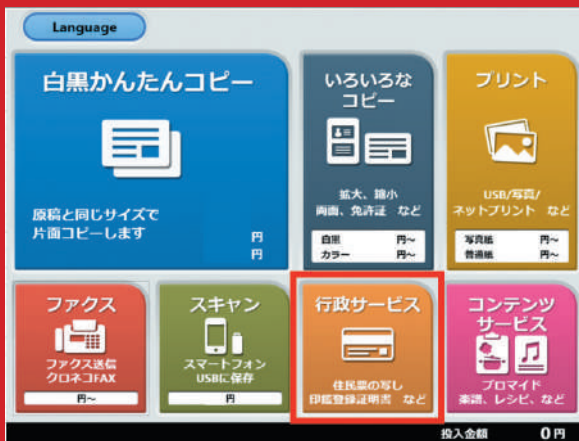 Language
白黒かんたんコピー
原稿と同じサイズで
片面コピーします
円
円
いろいろな
コピー
拡大、縮小
両面、免許証 など
白黒 円~
カラー 円~
プリント
USB/写真/
ネットプリント など
写真紙 円~
普通紙 円~
ファクス
ファクス送信
クロネコFAX
円~
スキャン
スマートフォン
USBに保存
円
行政サービス
住民票の写し
印鑑登録証明書 など
コンテンツ
サービス
ブロマイド
楽譜、レシピ、など
投入金額 0円